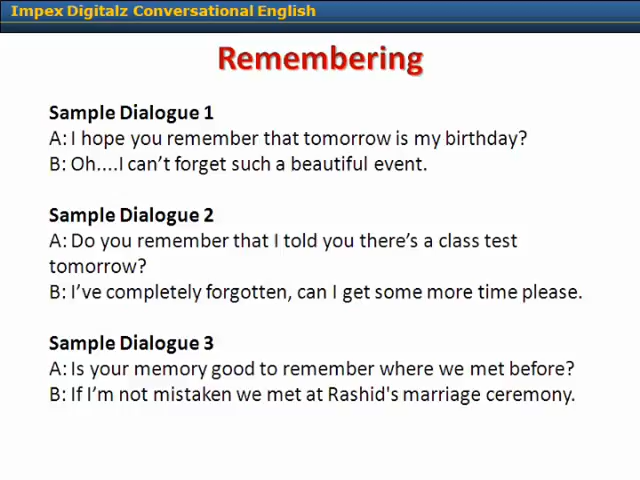 Impex Digitalz Conversational English
Remembering
Sample Dialogue 1
A: I hope you remember that tomorrow is my birthday?
B: Oh....I can’t forget such a beautiful event.
Sample Dialogue 2
A: Do you remember that I told you there’s a class test
tomorrow?
B: I’ve completely forgotten, can I get some more time please.
Sample Dialogue 3
A: Is your memory good to remember where we met before?
B: If I’m not mistaken we met at Rashid's marriage ceremony.